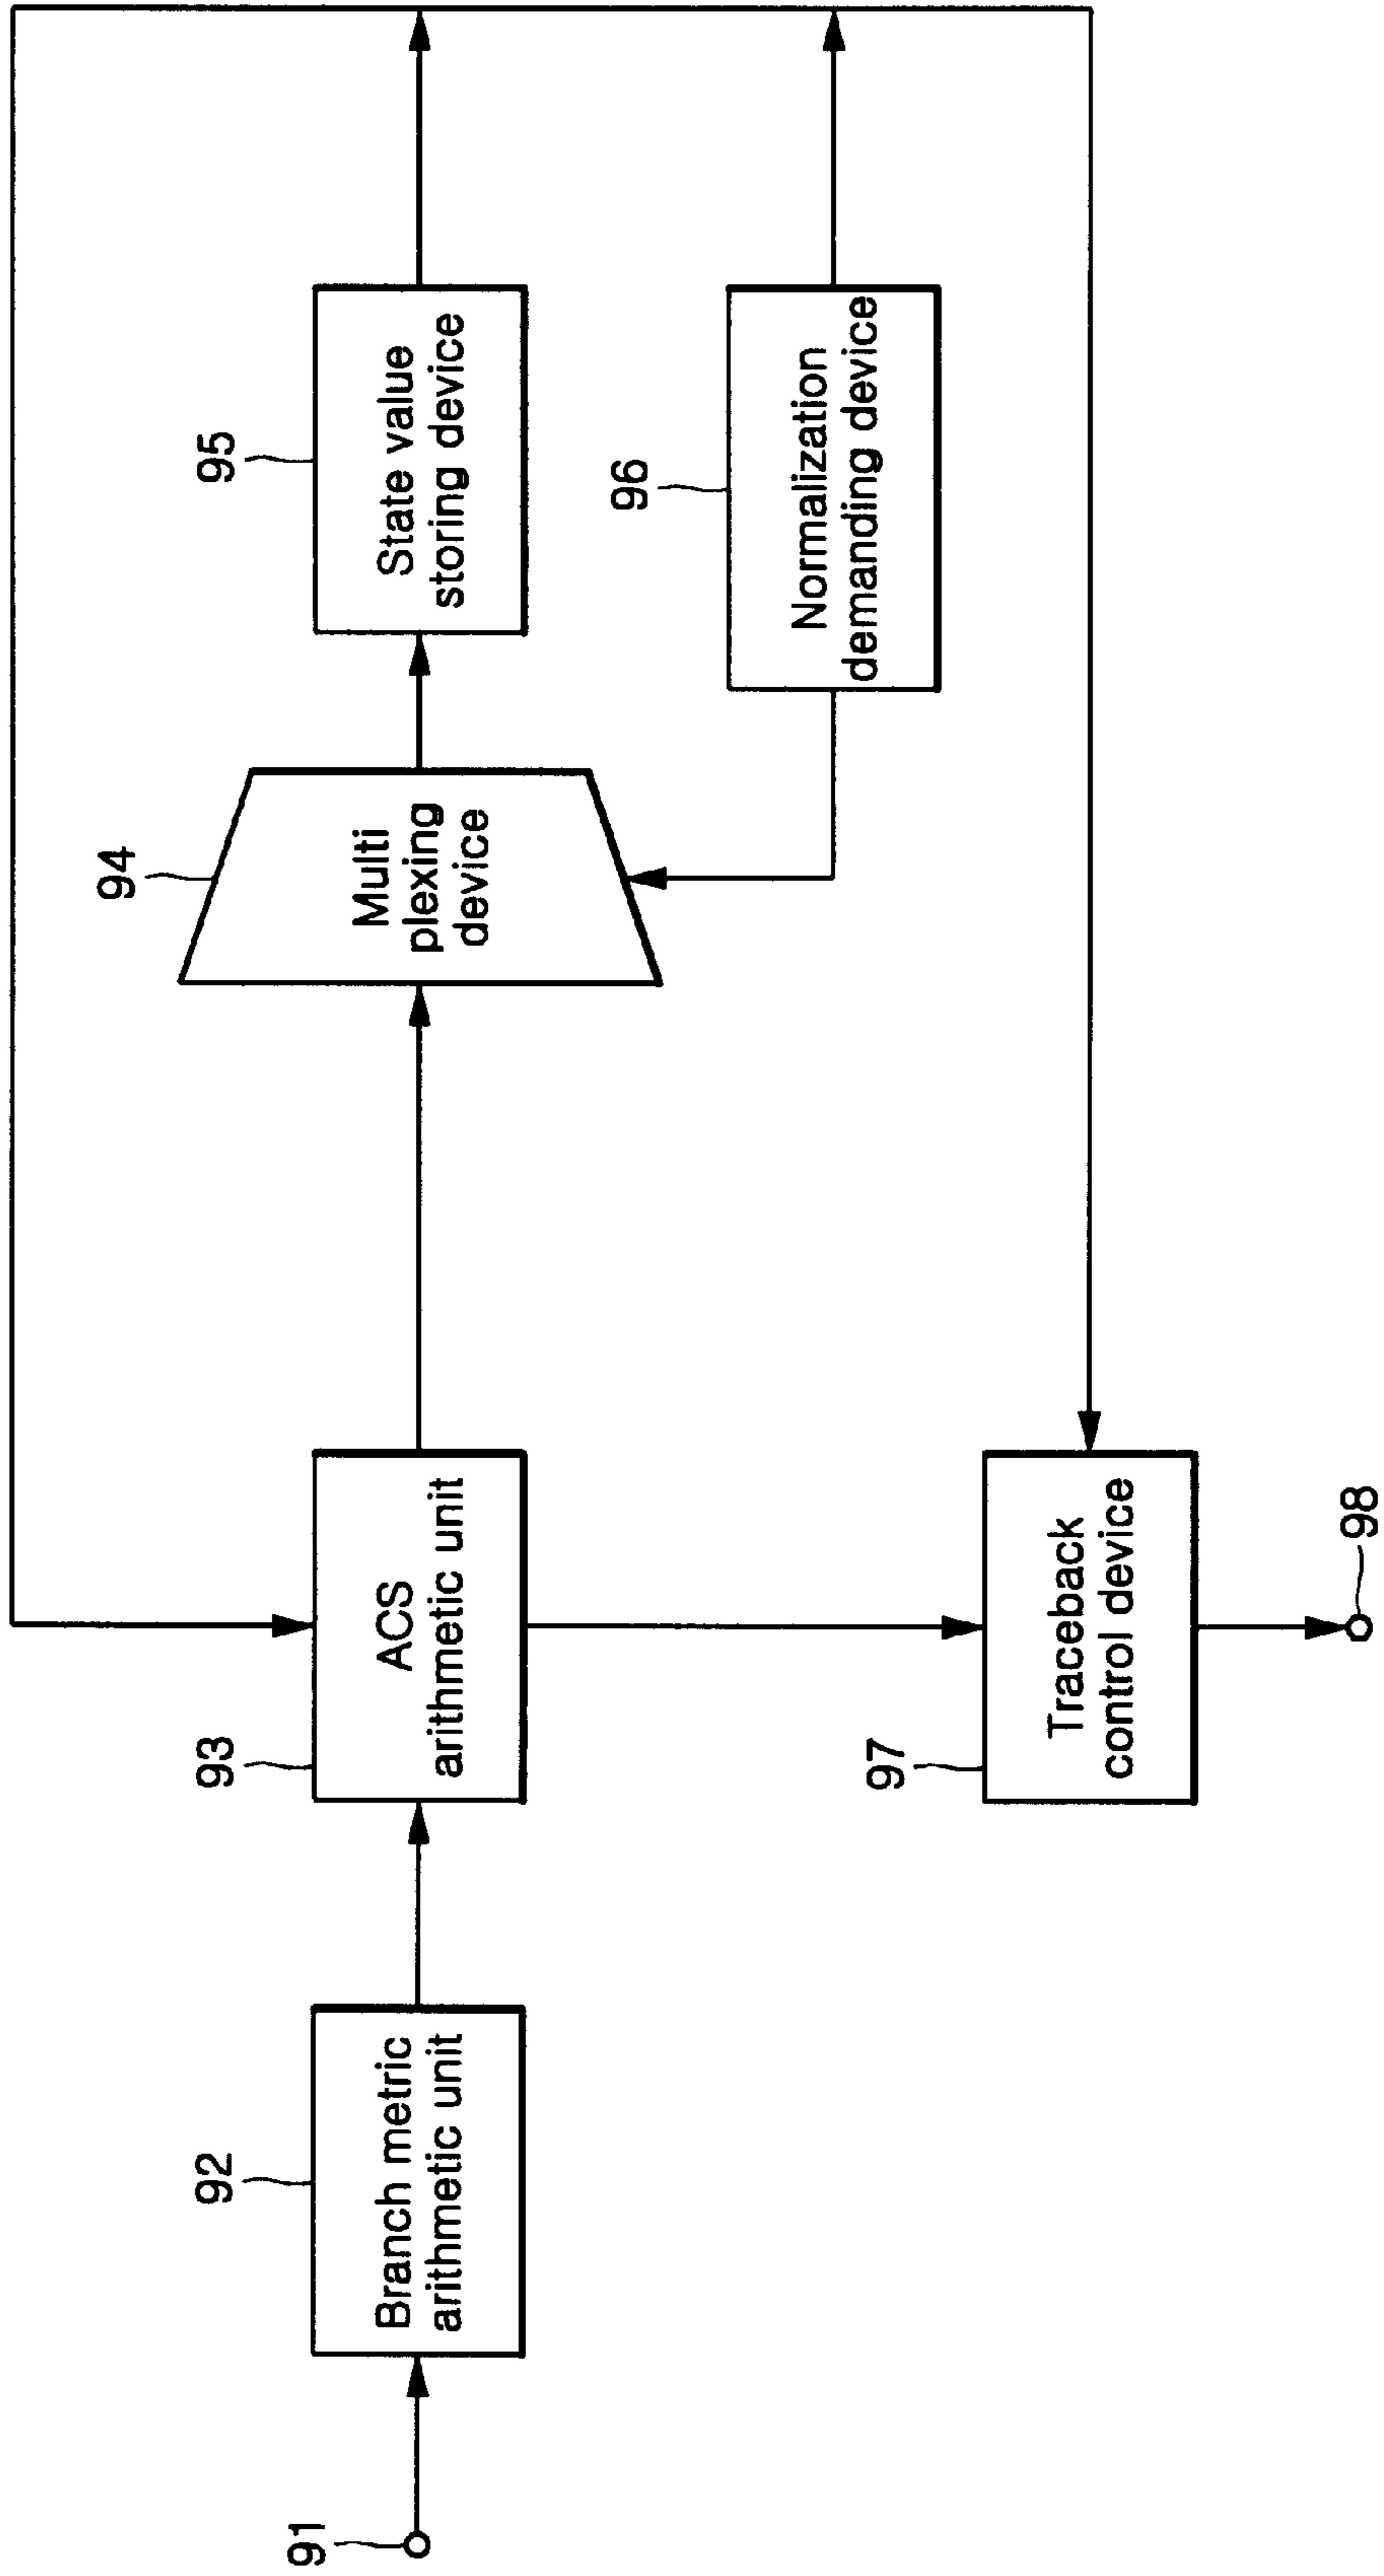 91
92
Branch metric
arithmetic unit
93
ACS
arithmetic unit
94
Multi
plexing
device
95
State value
storing device
96
Normalization
demanding device
97
Traceback
control device
98